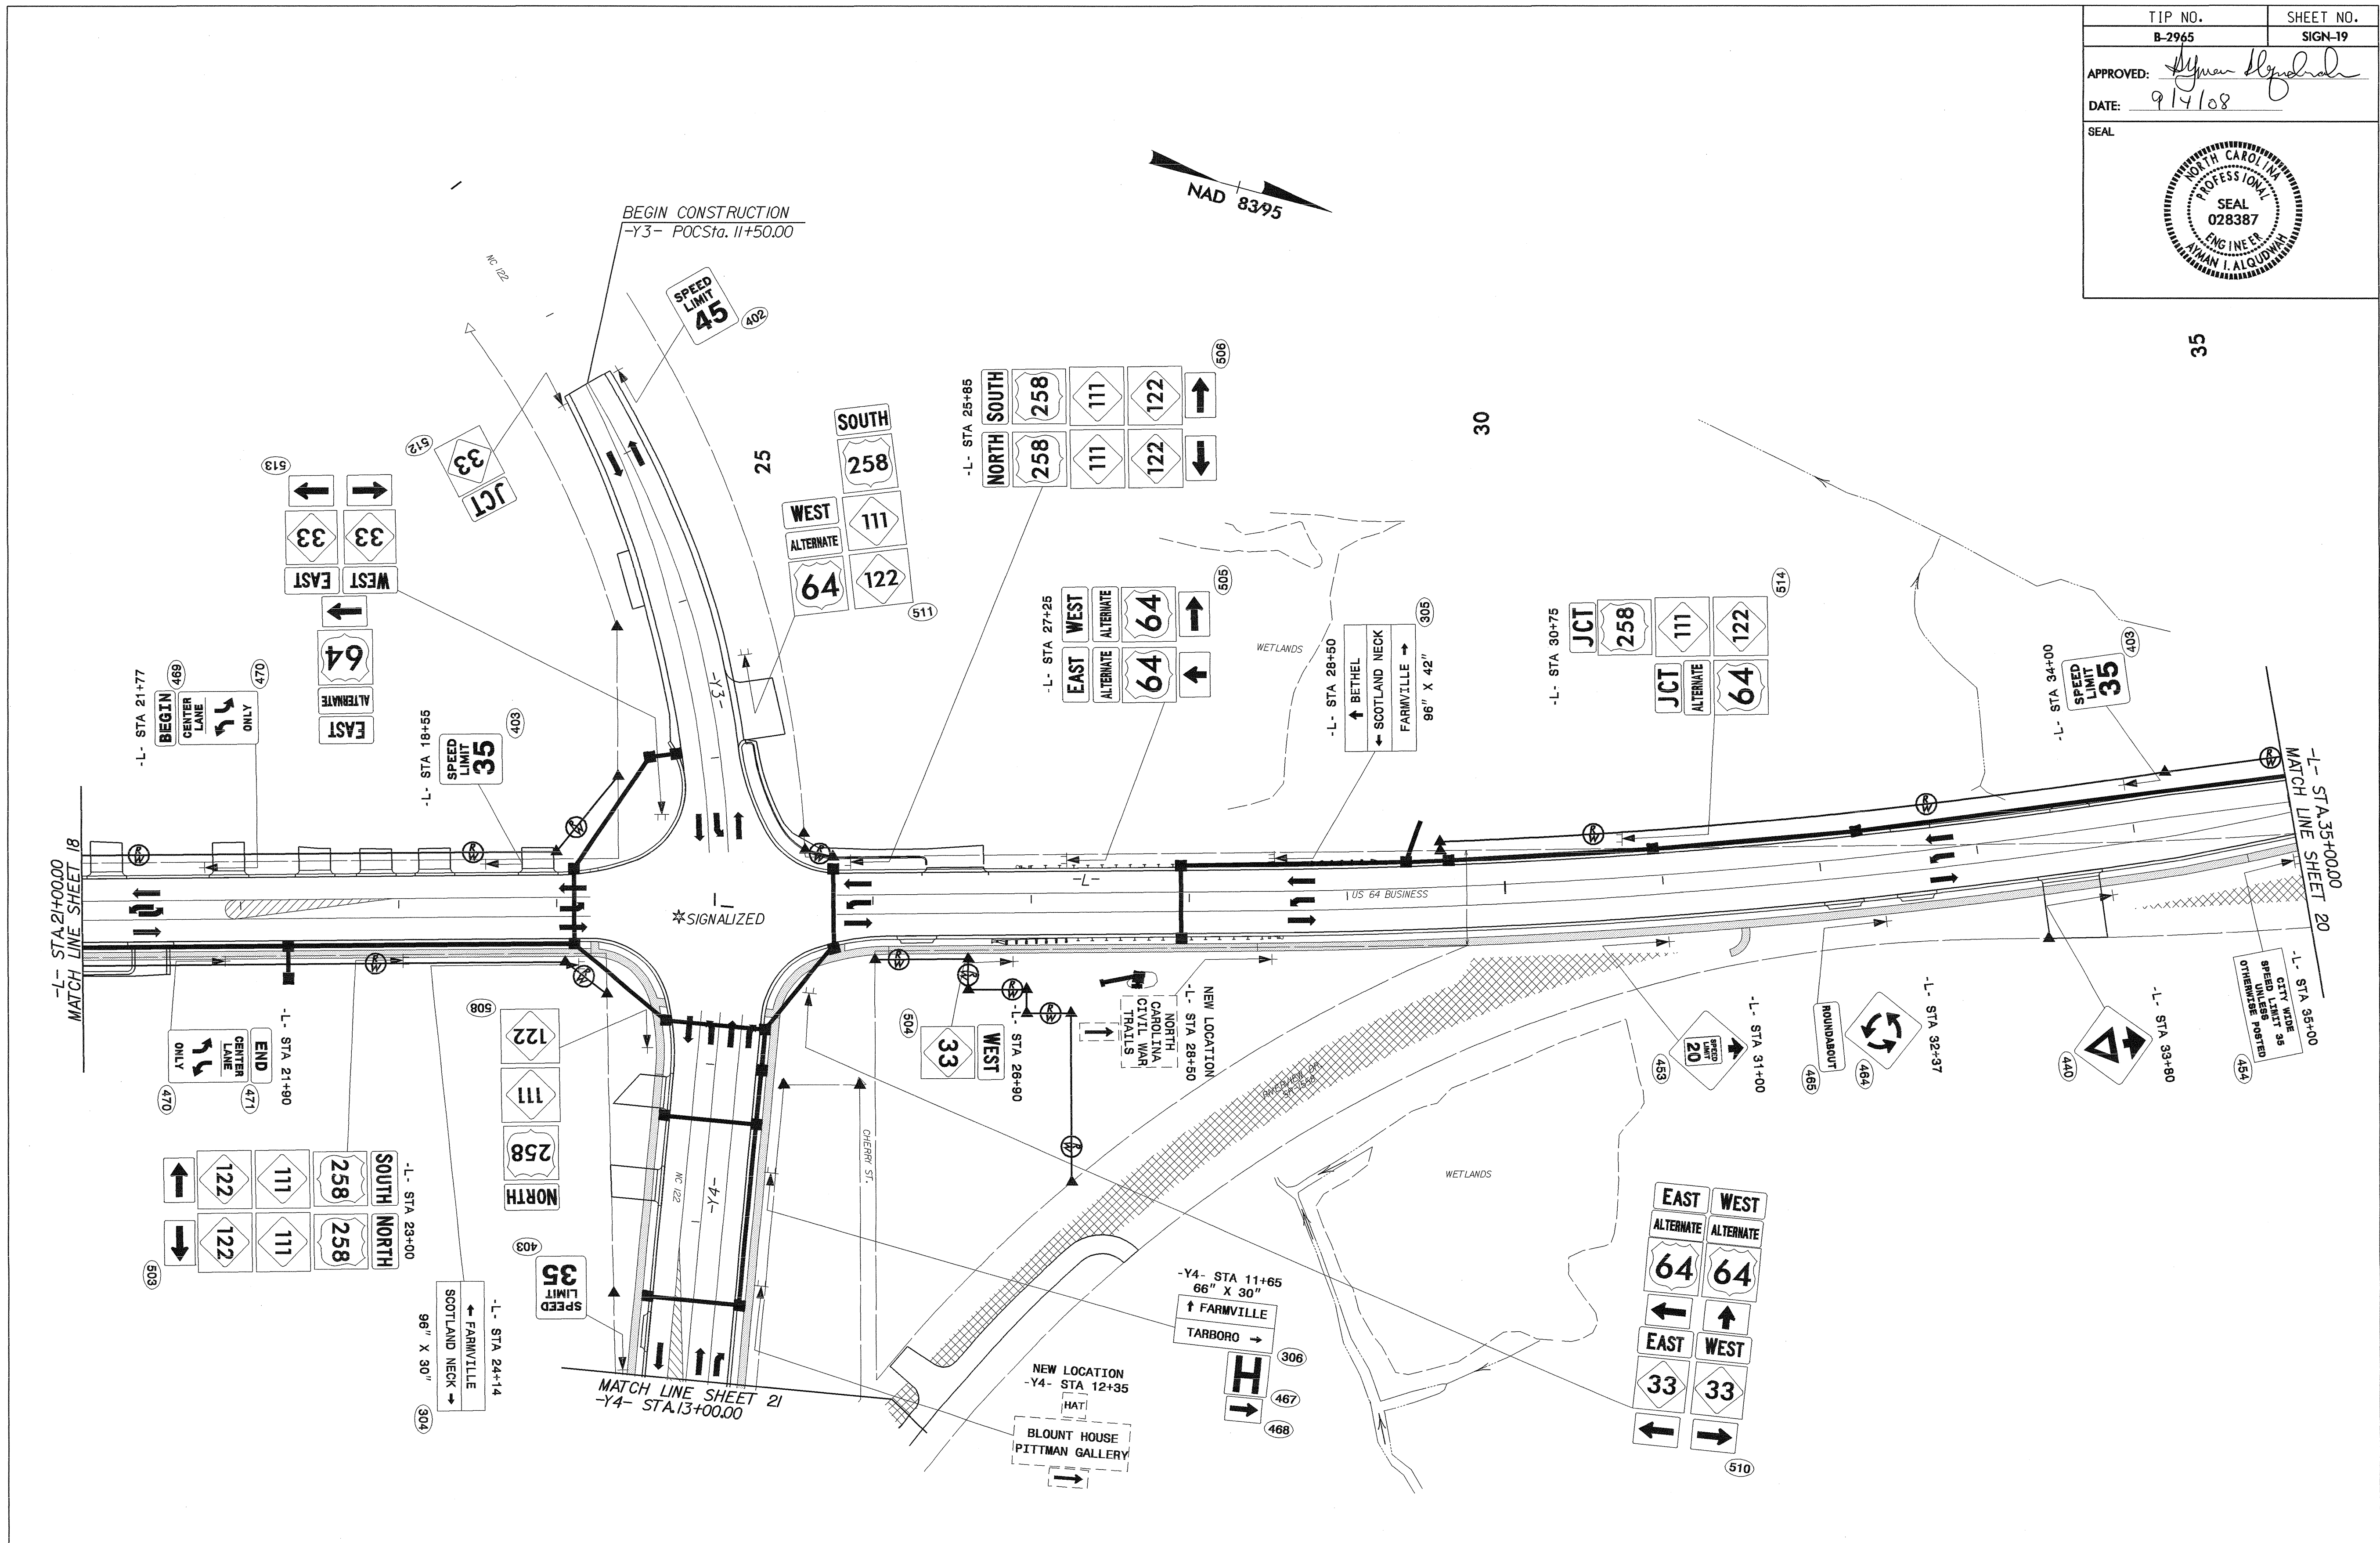 TIP NO.
SHEET NO.
B-2965
SIGN-19
APPROVED:
DATE: 9/4/08
SEAL
NORTH CAROLINA
PROFESSIONAL
SEAL
028387
ENGINEER
AYMAN I. ALQUDWAH
NAD 83/95
BEGIN CONSTRUCTION
-Y3- POCSta. 11+50.00
NC 122
SPEED
LIMIT
45
402
25
30
35
512
33
JCT
513
33
33
EAST
WEST
64
ALTERNATE
EAST
SOUTH
258
111
122
WEST
ALTERNATE
64
511
-L- STA 25+85
NORTH
SOUTH
258
258
111
111
122
122
506
-L- STA 27+25
EAST
WEST
ALTERNATE
ALTERNATE
64
64
505
WETLANDS
-L- STA 28+50
↑ BETHEL
← SCOTLAND NECK
FARMVILLE →
96" X 42"
305
-L- STA 30+75
JCT
258
111
122
JCT
ALTERNATE
64
514
-L- STA 34+00
SPEED
LIMIT
35
403
-L- STA 21+77
BEGIN
469
CENTER
LANE
ONLY
470
-L- STA 18+55
SPEED
LIMIT
35
403
-L- STA.21+00.00
MATCH LINE SHEET 18
-Y3-
-L-
SIGNALIZED
-L-
US 64 BUSINESS
-L- STA.35+00.00
MATCH LINE SHEET 20
R/W
R/W
R/W
R/W
R/W
R/W
R/W
R/W
R/W
R/W
R/W
R/W
-L- STA 21+90
END
471
CENTER
LANE
ONLY
470
-L- STA 23+00
SOUTH
NORTH
258
258
111
111
122
122
503
-L- STA 24+14
← FARMVILLE
SCOTLAND NECK →
96" X 30"
304
508
122
111
258
NORTH
403
SPEED
LIMIT
35
NC 122
-Y4-
CHERRY ST.
MATCH LINE SHEET 21
-Y4- STA.13+00.00
-L- STA 26+90
WEST
33
504
NEW LOCATION
-L- STA 28+50
NORTH
CAROLINA
CIVIL WAR
TRAILS
RIVERVIEW DR.
WETLANDS
-L- STA 31+00
SPEED
LIMIT
20
453
-L- STA 32+37
464
ROUNDABOUT
465
-L- STA 33+80
440
-L- STA 35+00
CITY WIDE
SPEED LIMIT 35
UNLESS
OTHERWISE POSTED
454
-Y4- STA 11+65
66" X 30"
↑ FARMVILLE
TARBORO →
306
H
467
468
NEW LOCATION
-Y4- STA 12+35
HAT
BLOUNT HOUSE
PITTMAN GALLERY
EAST
WEST
ALTERNATE
ALTERNATE
64
64
EAST
WEST
33
33
510